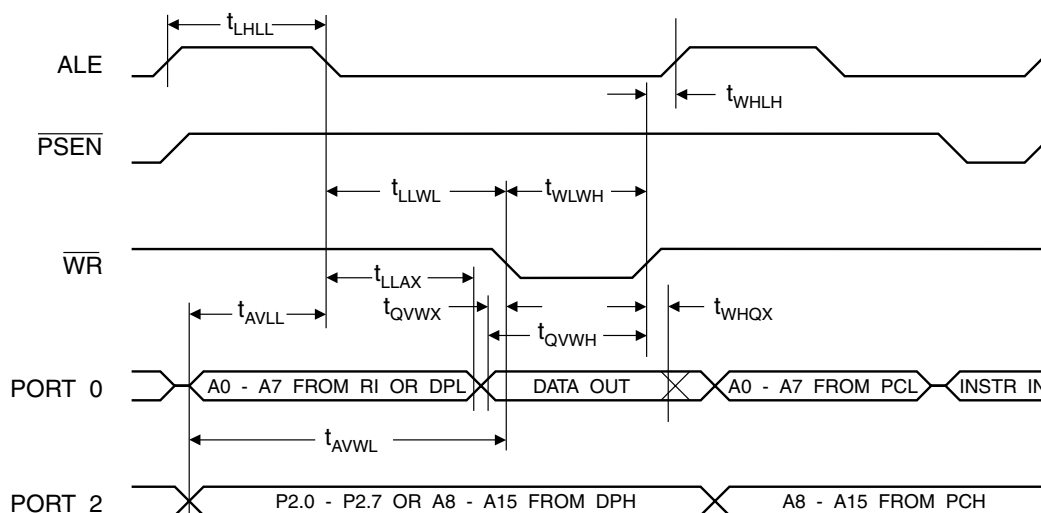 tLHLL
ALE
tWHLH
PSEN
tLLWL tWLWH
WR
tLLAX
tQVWX tWHQX
tAVLL
tQVWH
PORT 0 A0 - A7 FROM RI OR DPL DATA OUT A0 - A7 FROM PCL INSTR IN
tAVWL
PORT 2 P2.0 - P2.7 OR A8 - A15 FROM DPH A8 - A15 FROM PCH